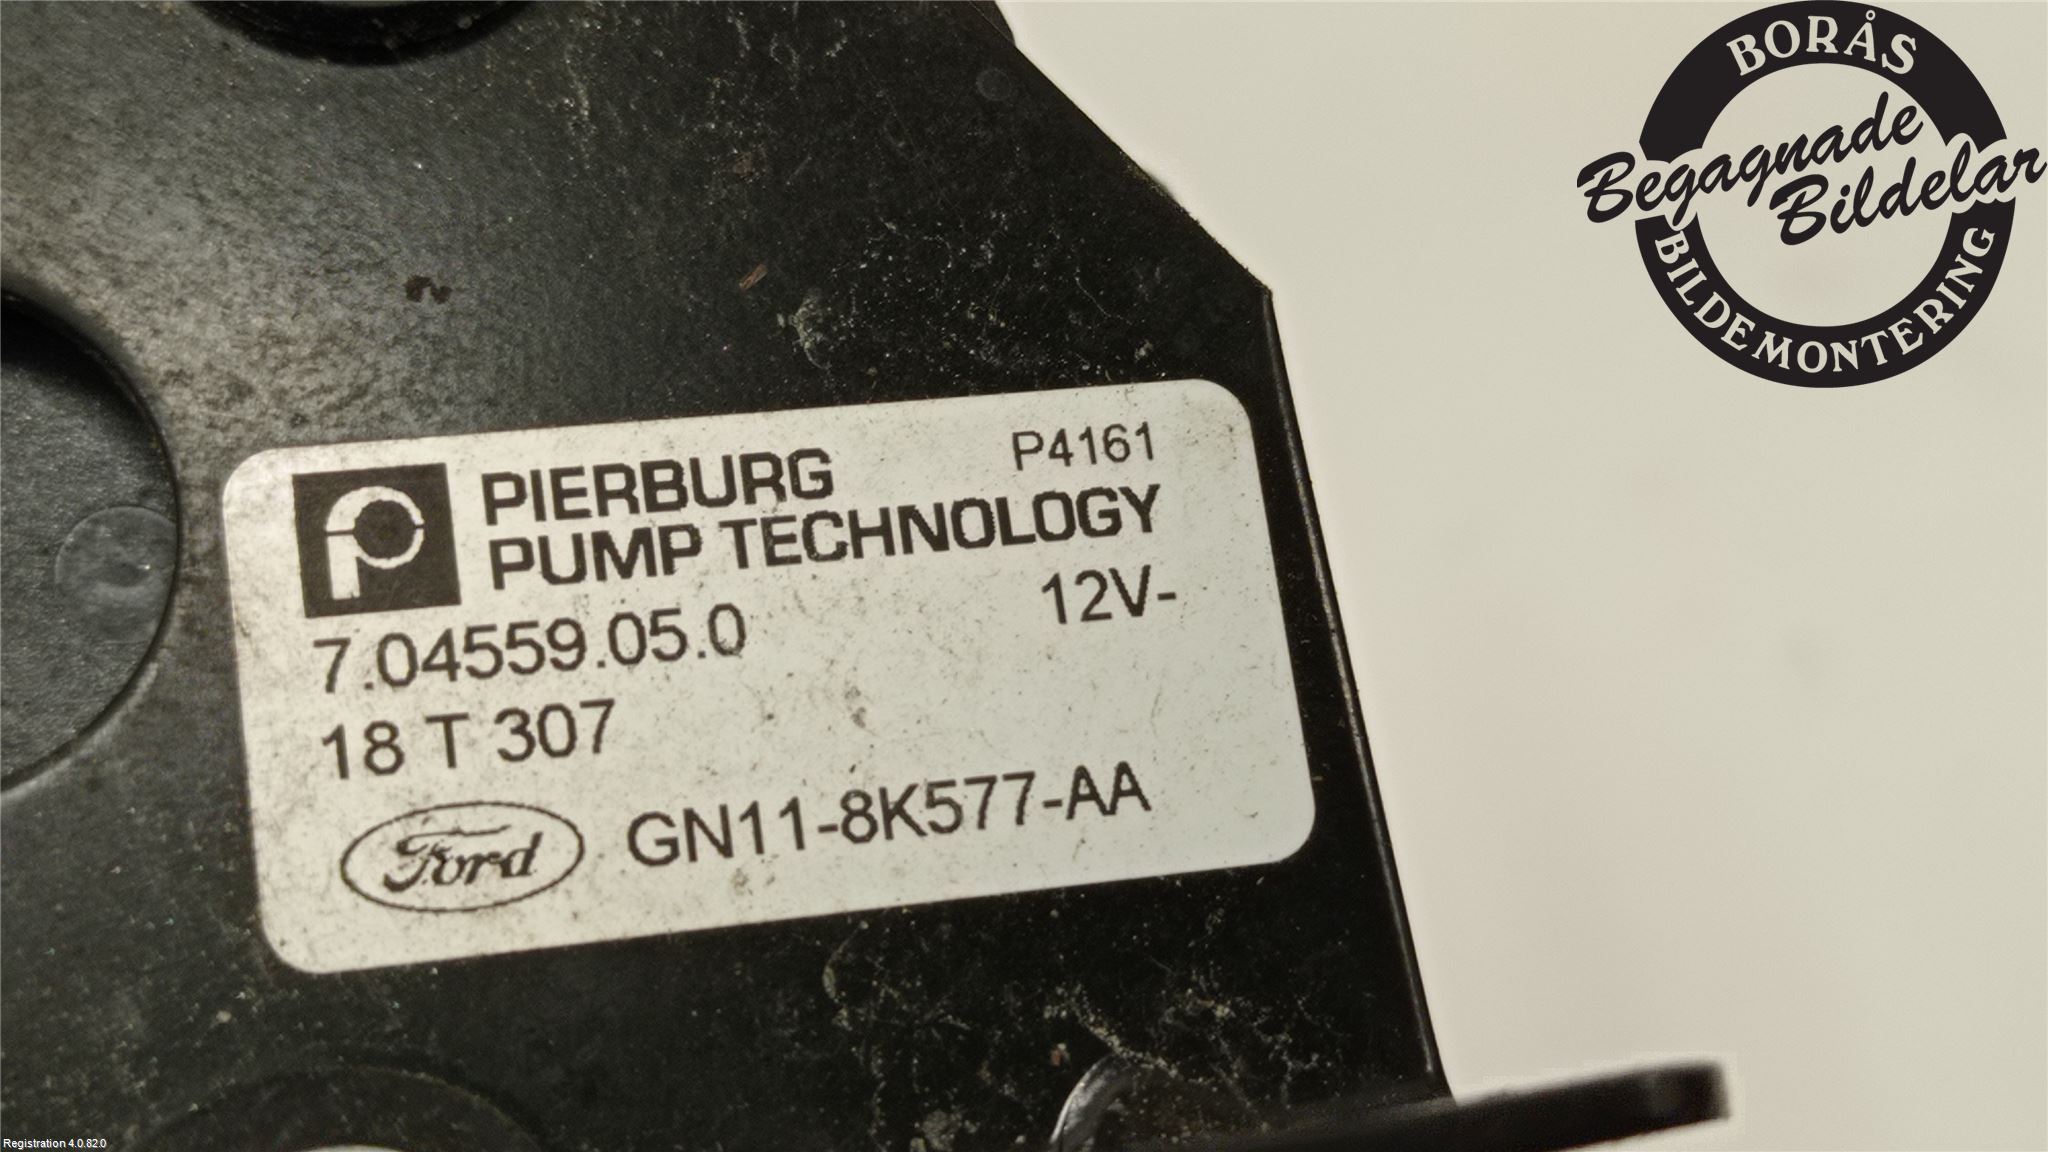 BORÅS
Begagnade
Bildelar
BILDEMONTERING
P4161
PIERBURG
PUMP TECHNOLOGY
7.04559.05.0
12V-
18 T 307
Ford
GN11-8K577-AA
Registration 4.0.82.0